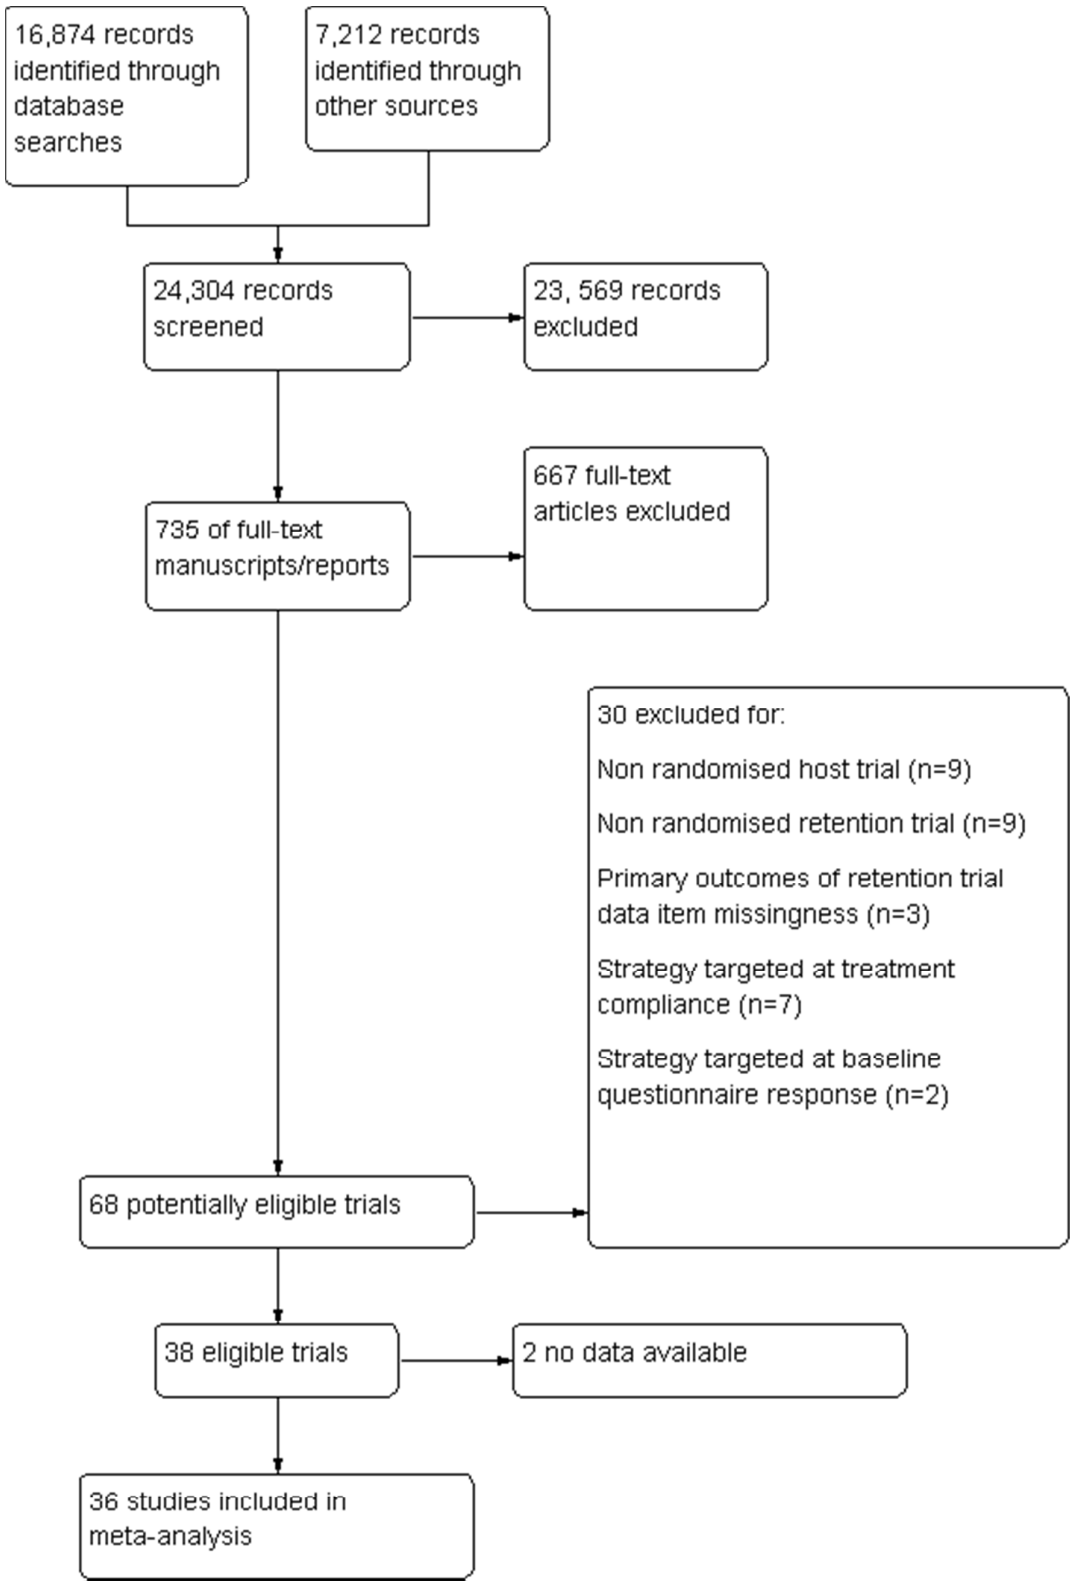 16,874 records
identified through
database
searches
7,212 records
identified through
other sources
24,304 records
screened
23, 569 records
excluded
667 full-text
articles excluded
735 of full-text
manuscripts/reports
30 excluded for:
Non randomised host trial (n=9)
Non randomised retention trial (n=9)
Primary outcomes of retention trial
data item missingness (n=3)
Strategy targeted at treatment
compliance (n=7)
Strategy targeted at baseline
questionnaire response (n=2)
68 potentially eligible trials
38 eligible trials
2 no data available
36 studies included in
meta-analysis